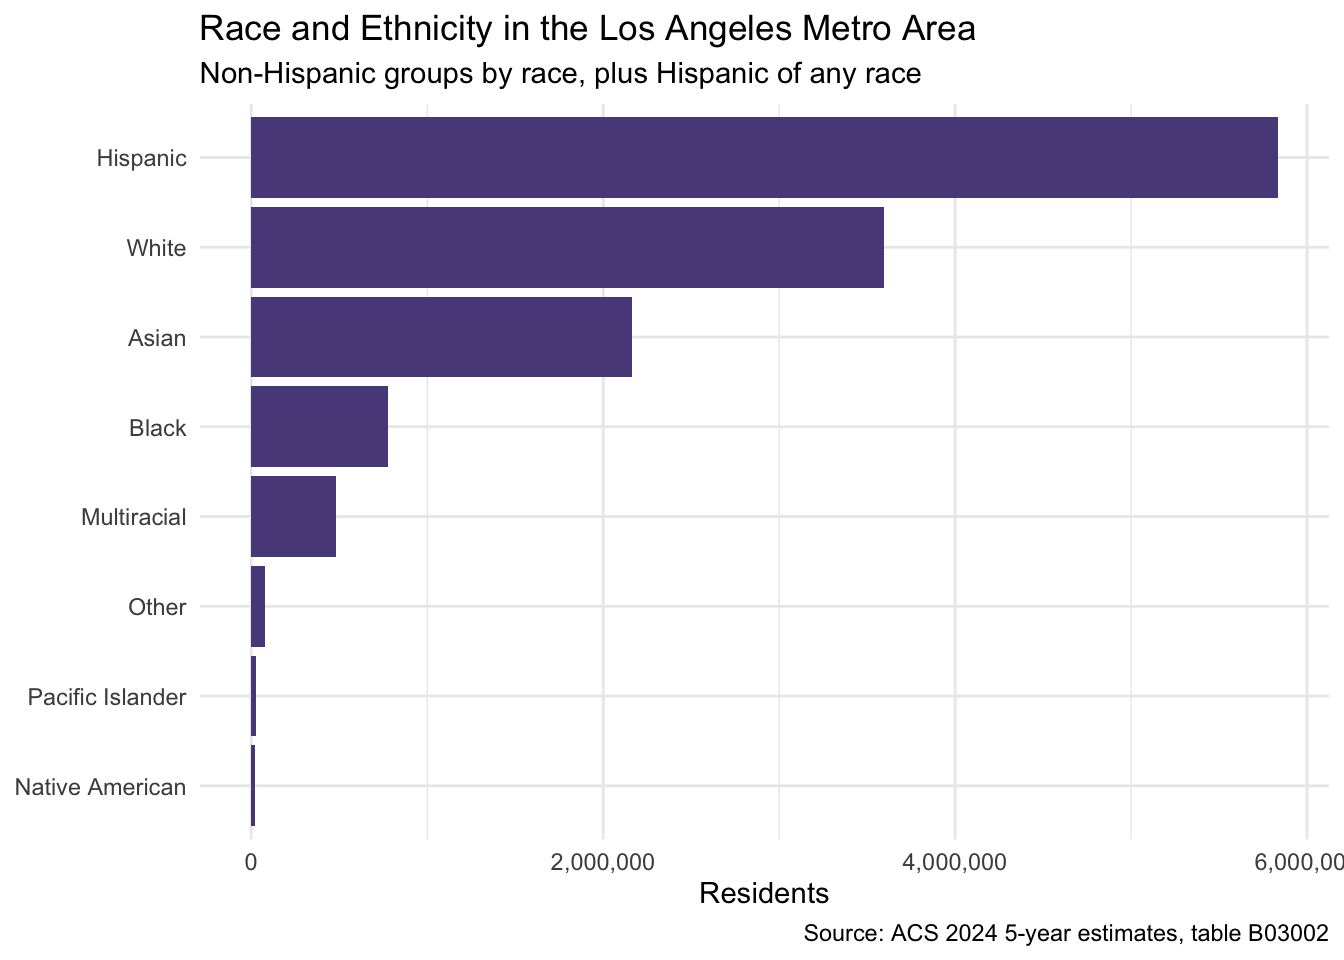 Race and Ethnicity in the Los Angeles Metro Area
Non-Hispanic groups by race, plus Hispanic of any race
Hispanic
White
Asian
Black
Multiracial
Other
Pacific Islander
Native American
0 2,000,000 4,000,000 6,000,00
Residents
Source: ACS 2024 5-year estimates, table B03002